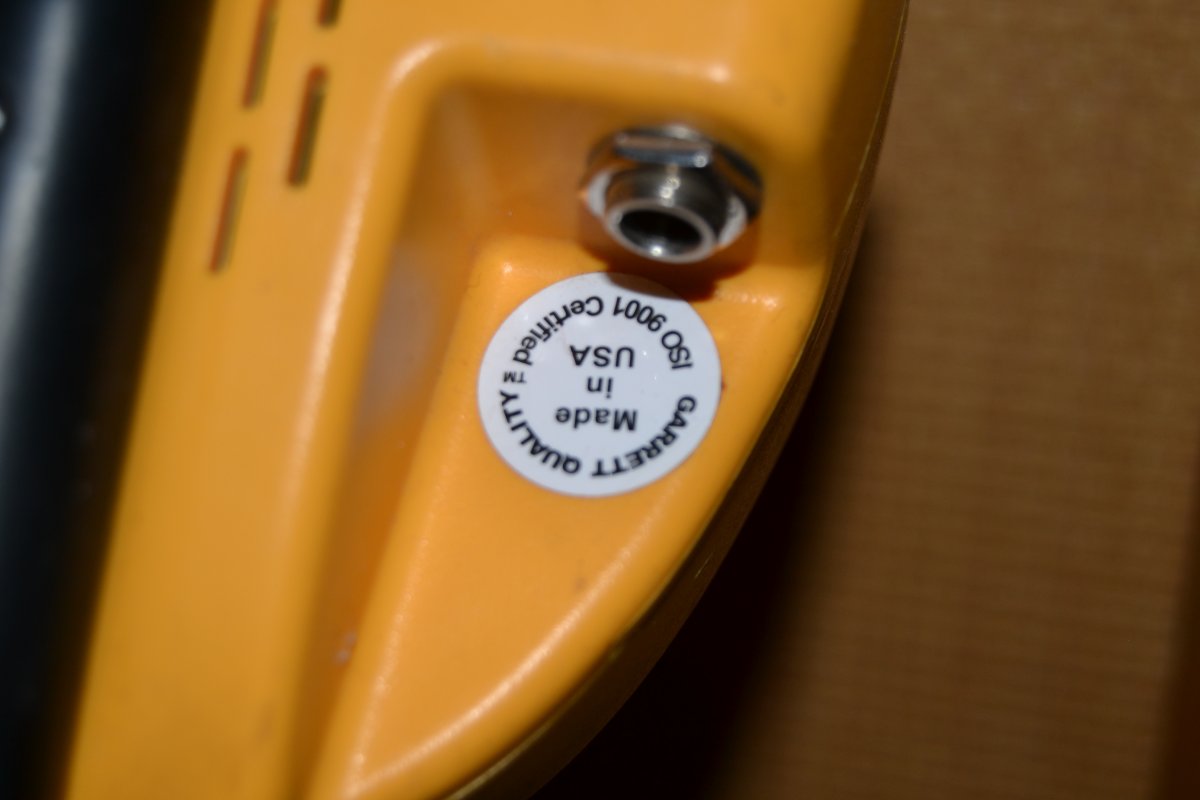 GARRETT QUALITY™
Made
in
USA
ISO 9001 Certified